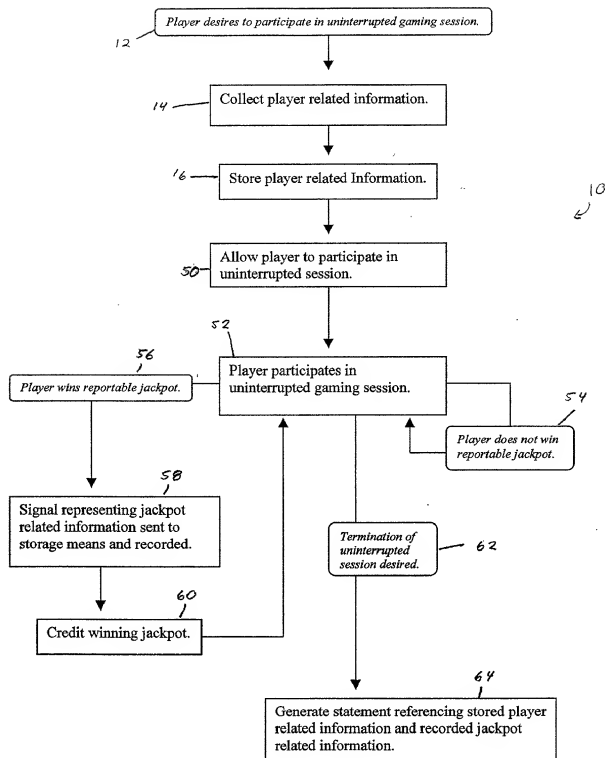 Player desires to participate in uninterrupted gaming session.
12
Collect player related information.
14
16
Store player related Information.
10
Allow player to participate in
uninterrupted session.
50
52
56
Player participates in
uninterrupted gaming session.
Player wins reportable jackpot.
54
Player does not win
reportable jackpot.
58
Signal representing jackpot
related information sent to
storage means and recorded.
Termination of
uninterrupted
session desired.
62
60
Credit winning jackpot.
64
Generate statement referencing stored player
related information and recorded jackpot
related information.